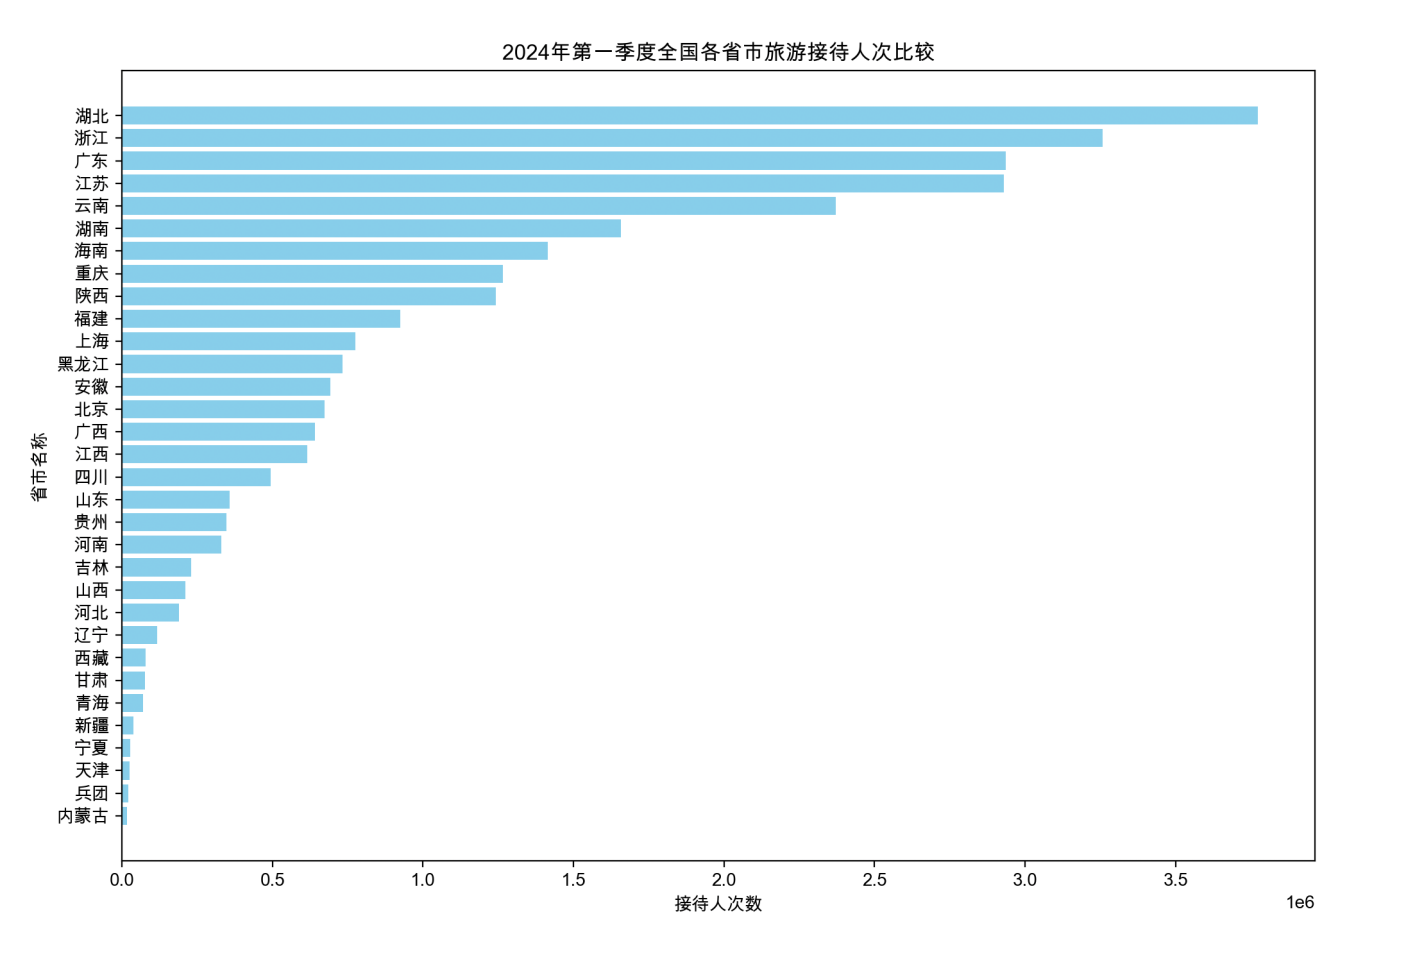 2024年第一季度全国各省市旅游接待人次比较
省市名称
湖北
浙江
广东
江苏
云南
湖南
海南
重庆
陕西
福建
上海
黑龙江
安徽
北京
广西
江西
四川
山东
贵州
河南
吉林
山西
河北
辽宁
西藏
甘肃
青海
新疆
宁夏
天津
兵团
内蒙古
0.0 0.5 1.0 1.5 2.0 2.5 3.0 3.5
接待人次数
1e6